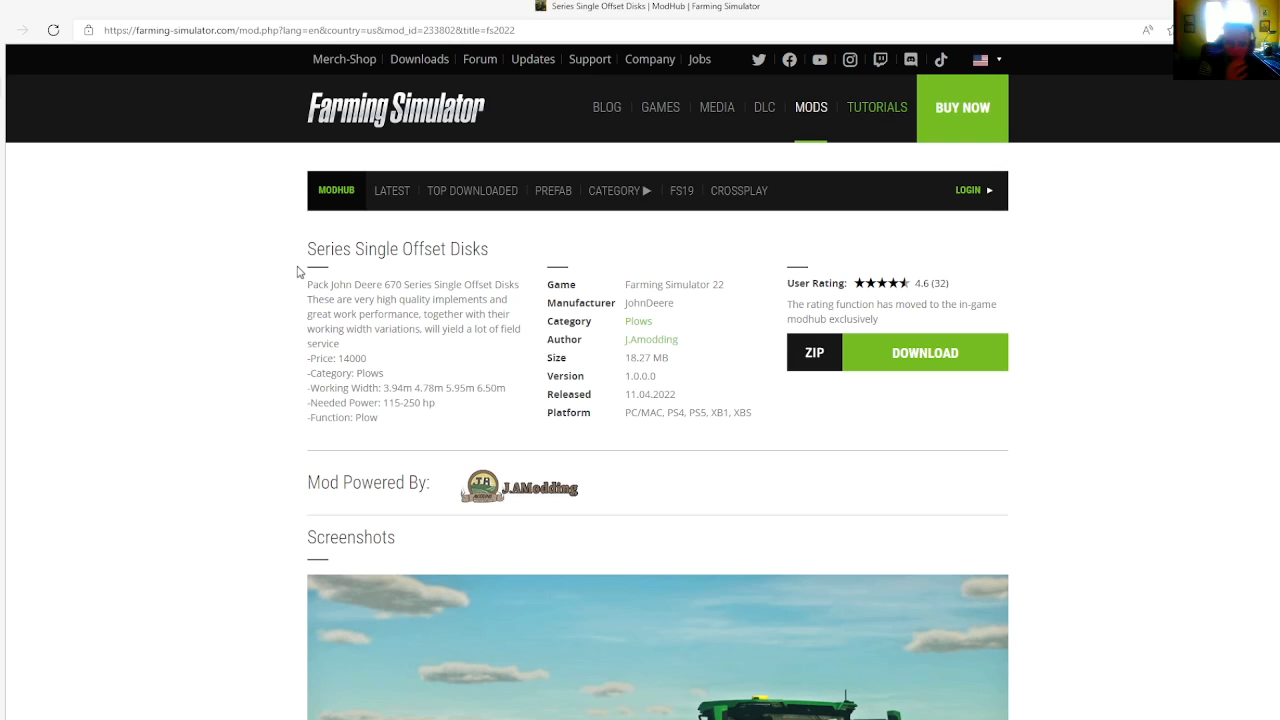 Series Single Offset Disks | ModHub | Farming Simulator
https://farming-simulator.com/mod.php?lang=en&country=us&mod_id=233802&title=fs2022
Merch-Shop Downloads Forum Updates Support Company Jobs
Farming Simulator BLOG GAMES MEDIA DLC MODS TUTORIALS BUY NOW
MODHUB LATEST TOP DOWNLOADED PREFAB CATEGORY FS19 CROSSPLAY LOGIN
Series Single Offset Disks
Pack John Deere 670 Series Single Offset Disks
These are very high quality implements and
great work performance, together with their
working width variations, will yield a lot of field
service
-Price: 14000
-Category: Plows
-Working Width: 3.94m 4.78m 5.95m 6.50m
-Needed Power: 115-250 hp
-Function: Plow
Game Farming Simulator 22
Manufacturer JohnDeere
Category Plows
Author J.Amodding
Size 18.27 MB
Version 1.0.0.0
Released 11.04.2022
Platform PC/MAC, PS4, PS5, XB1, XBS
User Rating: 4.6 (32)
The rating function has moved to the in-game
modhub exclusively
ZIP DOWNLOAD
Mod Powered By: J.AModding
Screenshots